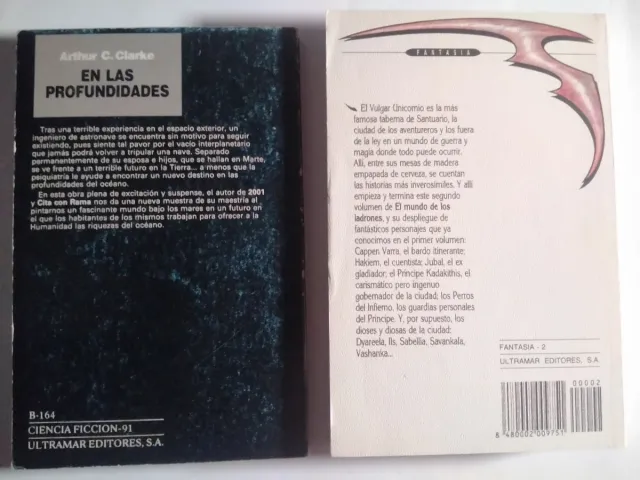 Arthur C. Clarke
EN LAS
PROFUNDIDADES
Tras una terrible experiencia en el espacio exterior, un
ingeniero de astronave se encuentra sin motivo para seguir
existiendo, pues siente tal pavor por el vacío interplanetario
que jamás podrá volver a tripular una nave. Separado
permanentemente de su esposa e hijos, que se hallan en Marte,
se ve frente a un terrible futuro en la Tierra... a menos que la
psiquiatría le ayude a encontrar un nuevo destino en las
profundidades del océano.
En esta obra plena de excitación y suspense, el autor de 2001
y Cita con Rama nos da una nueva muestra de su maestría al
pintarnos un fascinante mundo bajo los mares en un futuro en
el que los habitantes de los mismos trabajan para ofrecer a la
Humanidad las riquezas del océano.
B-164
CIENCIA FICCION-91
ULTRAMAR EDITORES, S.A.
FANTASIA
El Vulgar Unicornio es la más
famosa taberna de Santuario, la
ciudad de los aventureros y los fuera
de la ley en un mundo de guerra y
magia donde todo puede ocurrir.
Allí, entre sus mesas de madera
empapada de cerveza, se cuentan
las historias más inverosímiles. Y allí
empieza y termina este segundo
volumen de El mundo de los
ladrones, y su despliegue de
fantásticos personajes que ya
conocimos en el primer volumen:
Cappen Varra, el bardo itinerante;
Hakiem, el cuentista; Jubal, el ex
gladiador; el Príncipe Kadakithis, el
carismático pero ingenuo
gobernador de la ciudad; los Perros
del Infierno, los guardias personales
del Príncipe. Y, por supuesto, los
dioses y diosas de la ciudad:
Dyareela, Ils, Sabellia, Savankala,
Vashanka...
FANTASIA - 2
ULTRAMAR EDITORES, S.A.
00002
8 480002 009751